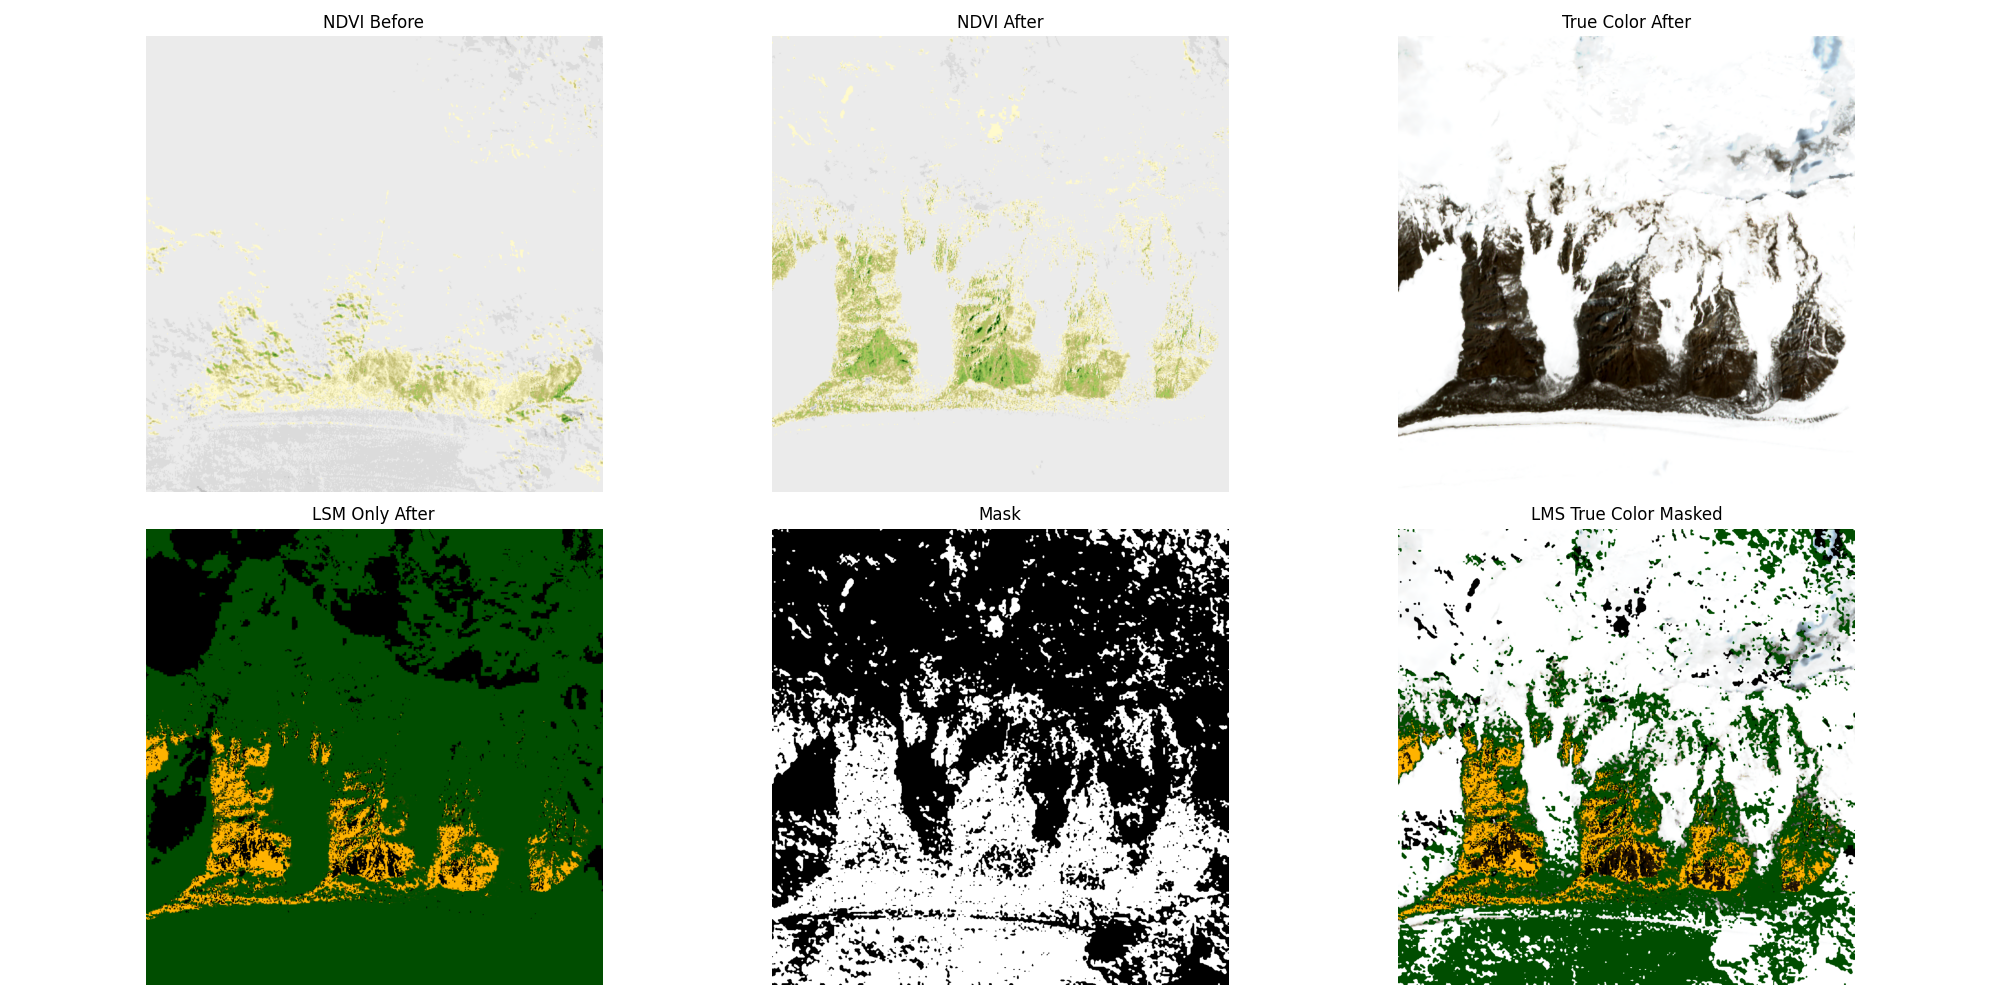 NDVI Before
NDVI After
True Color After
LSM Only After
Mask
LMS True Color Masked